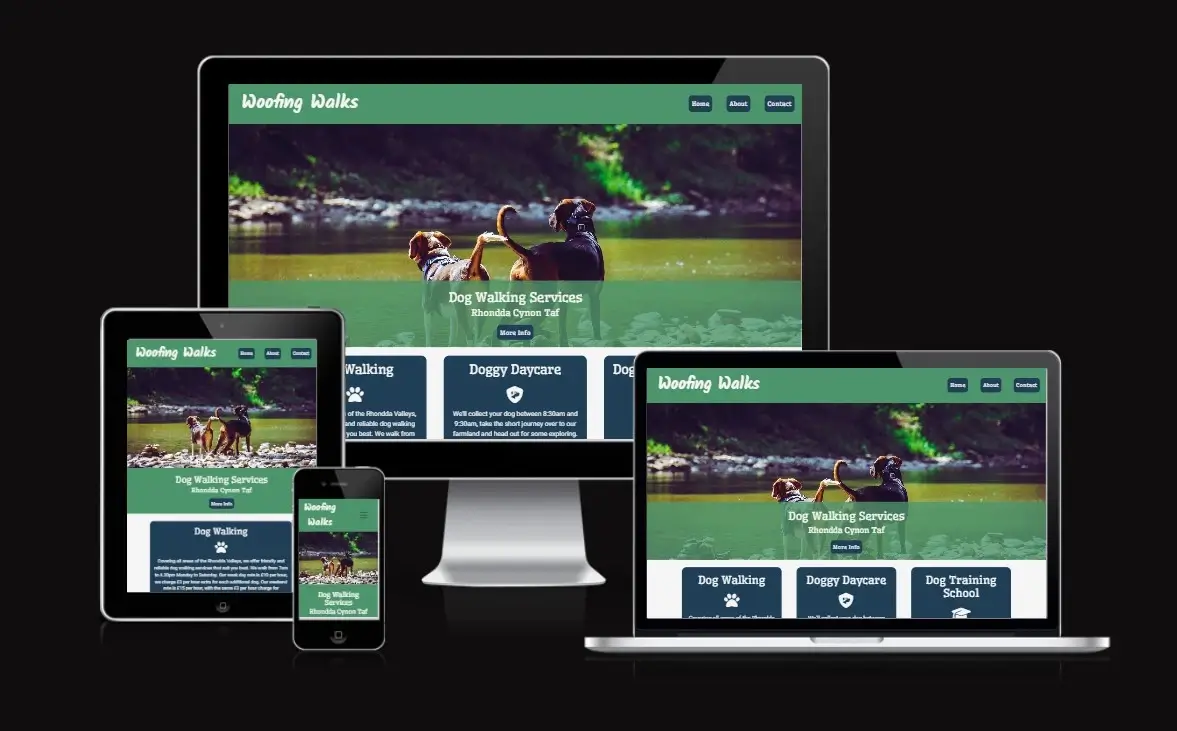 Woofing Walks
Home About Contact
Dog Walking Services
Rhondda Cynon Taf
More Info
Walking
of the Rhondda Valleys,
and reliable dog walking
you best. We walk from
Doggy Daycare
We'll collect your dog between 8:30am and
9:30am, take the short journey over to our
farmland and head out for some exploring.
Dog
Woofing Walks
Home About Contact
Dog Walking Services
Rhondda Cynon Taf
More Info
Dog Walking
Covering all areas of the Rhondda Valleys, we offer friendly and
reliable dog walking services that suit you best. We walk from 7am
to 4.30pm Monday to Saturday. Our week day rate is £10 per hour,
we charge £3 per hour extra for each additional dog. Our weekend
rate is £15 per hour, with the same £3 per hour charge for
Woofing
Walks
Dog Walking
Services
Rhondda Cynon Taf
Woofing Walks
Home About Contact
Dog Walking Services
Rhondda Cynon Taf
More Info
Dog Walking
Doggy Daycare
Dog Training
School